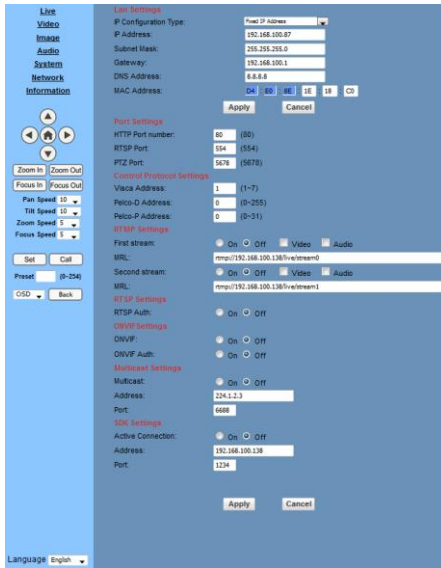 Live
Video
Image
Audio
System
Network
Information
Zoom In Zoom Out
Focus In Focus Out
Pan Speed 10
Tilt Speed 10
Zoom Speed 5
Focus Speed 5
Set Call
Preset (0~254)
OSD Back
Language English
Lan Settings
IP Configuration Type: Fixed IP Address
IP Address: 192.168.100.87
Subnet Mask: 255.255.255.0
Gateway: 192.168.100.1
DNS Address: 8.8.8.8
MAC Address: D4 E0 8E 1E 18 C0
Apply Cancel
Port Settings
HTTP Port number: 80 (80)
RTSP Port: 554 (554)
PTZ Port: 5678 (5678)
Control Protocol Settings
Visca Address: 1 (1~7)
Pelco-D Address: 0 (0~255)
Pelco-P Address: 0 (0~31)
RTMP Settings
First stream: On Off Video Audio
MRL: rtmp://192.168.100.138/live/stream0
Second stream: On Off Video Audio
MRL: rtmp://192.168.100.138/live/stream1
RTSP Settings
RTSP Auth: On Off
ONVIFSettings
ONVIF: On Off
ONVIF Auth: On Off
Multicast Settings
Multicast: On Off
Address: 224.1.2.3
Port: 6688
SDK Settings
Active Connection: On Off
Address: 192.168.100.138
Port: 1234
Apply Cancel